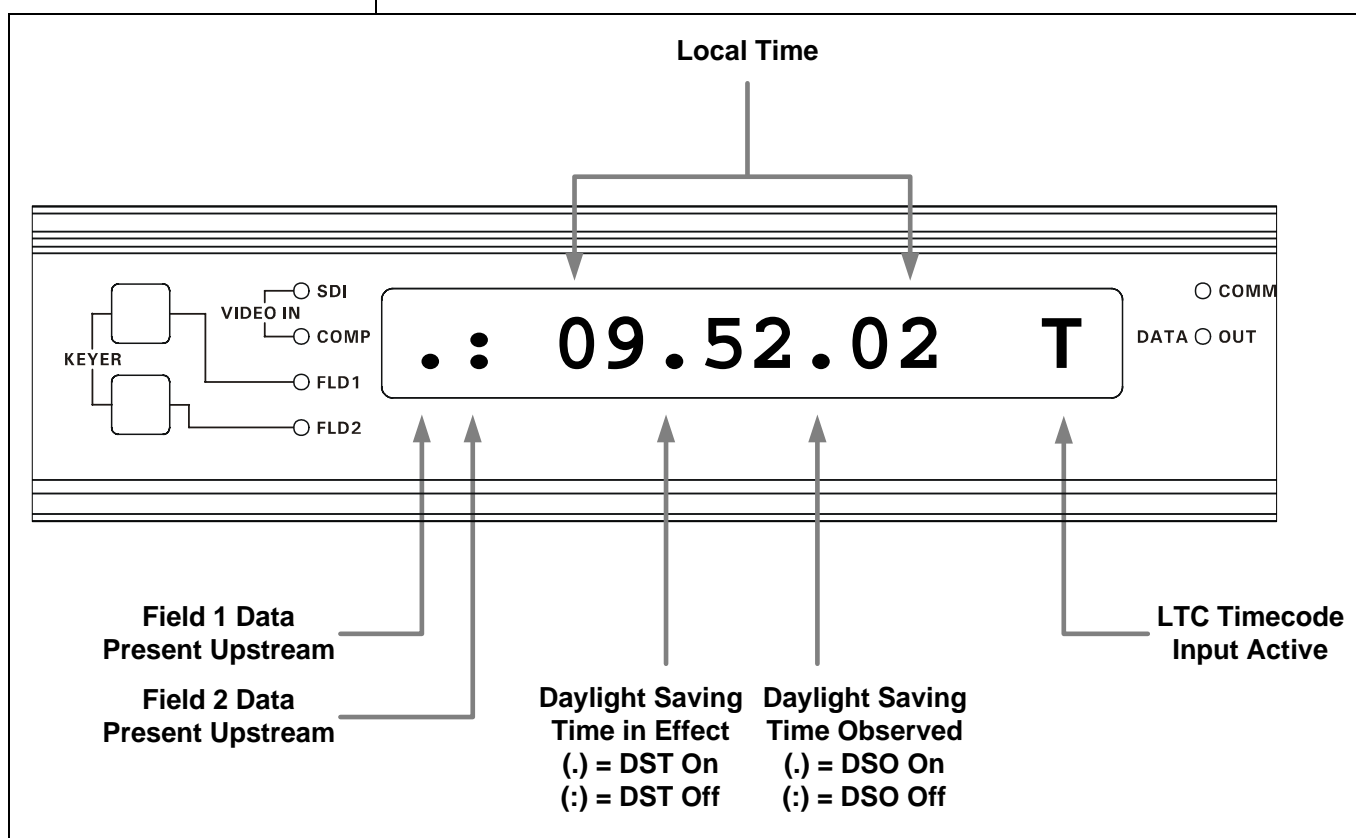 Local Time
SDI
VIDEO IN
COMP
KEYER
FLD1
FLD2
.: 09.52.02 T
COMM
DATA OUT
Field 1 Data
Present Upstream
Field 2 Data
Present Upstream
Daylight Saving
Time in Effect
(.) = DST On
(:) = DST Off
Daylight Saving
Time Observed
(.) = DSO On
(:) = DSO Off
LTC Timecode
Input Active